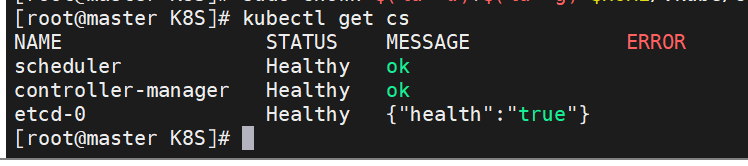 [root@master K8S]# kubectl get cs
NAME                 STATUS    MESSAGE             ERROR
scheduler            Healthy   ok
controller-manager   Healthy   ok
etcd-0               Healthy   {"health":"true"}
[root@master K8S]#